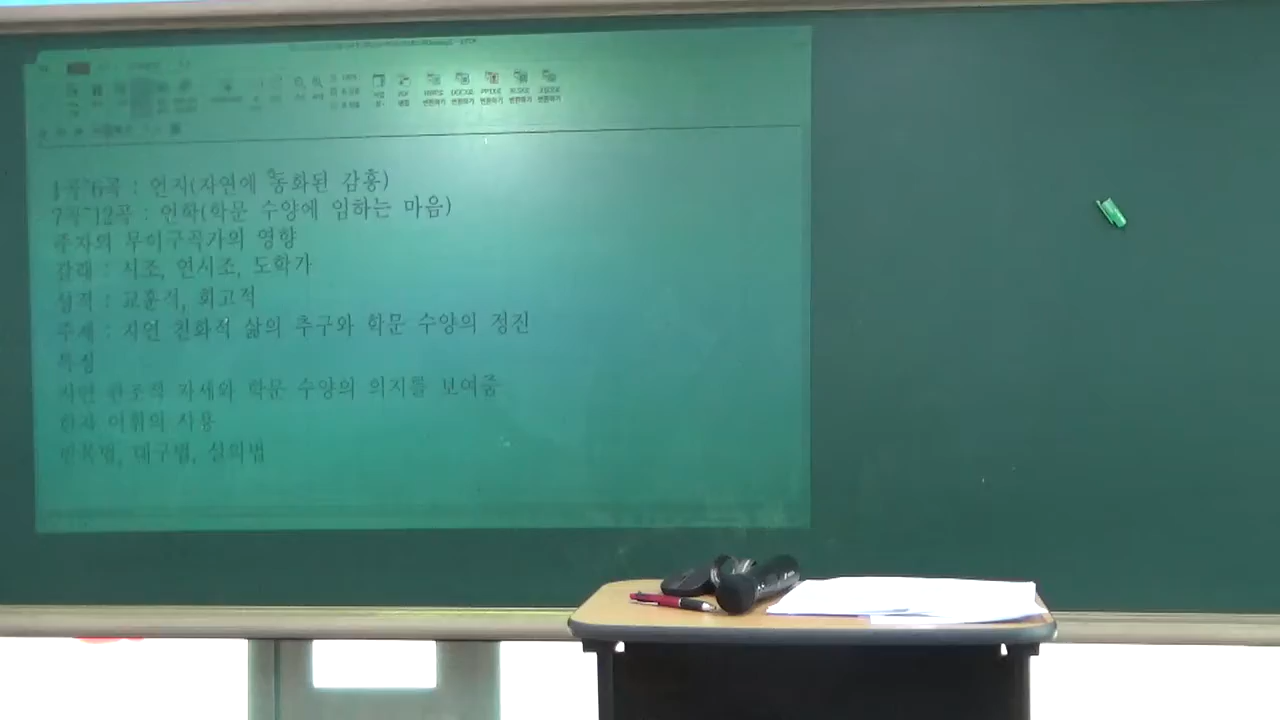 1곡~6곡 : 언지(자연에 동화된 감흥)
7곡~12곡 : 언학(학문 수양에 임하는 마음)
주자의 무이구곡가의 영향
갈래 : 시조, 연시조, 도학가
성격 : 교훈적, 회고적
주제 : 자연 친화적 삶의 추구와 학문 수양의 정진
특징
자연 관조적 자세와 학문 수양의 의지를 보여줌
한자 어휘의 사용
반복법, 대구법, 설의법